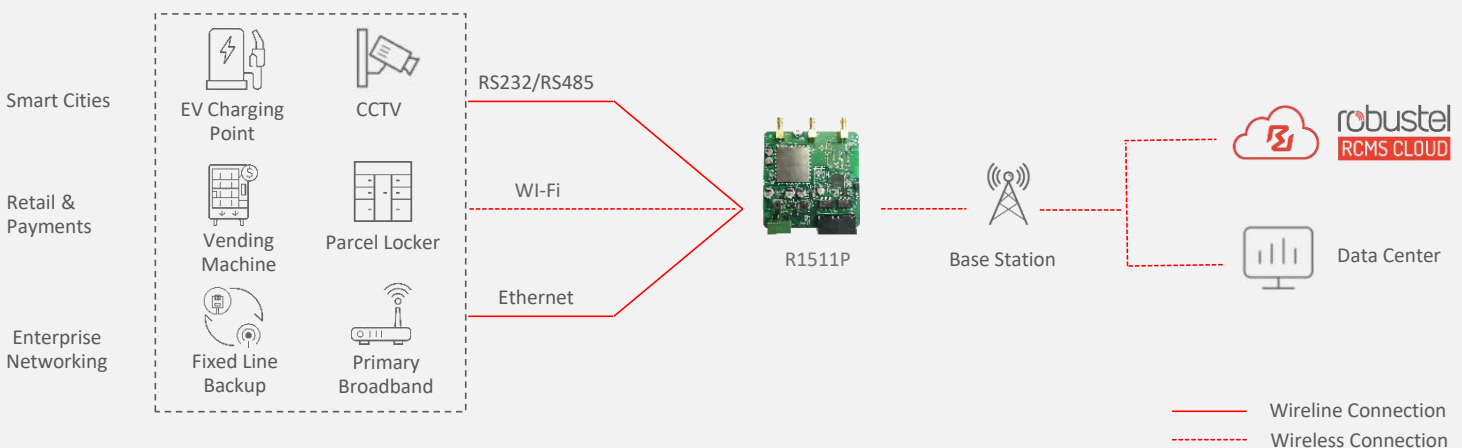 Smart Cities
EV Charging
Point
CCTV
Retail &
Payments
Vending
Machine
Parcel Locker
Enterprise
Networking
Fixed Line
Backup
Primary
Broadband
RS232/RS485
WI-Fi
Ethernet
R1511P
Base Station
robustel
RCMS CLOUD
Data Center
Wireline Connection
Wireless Connection